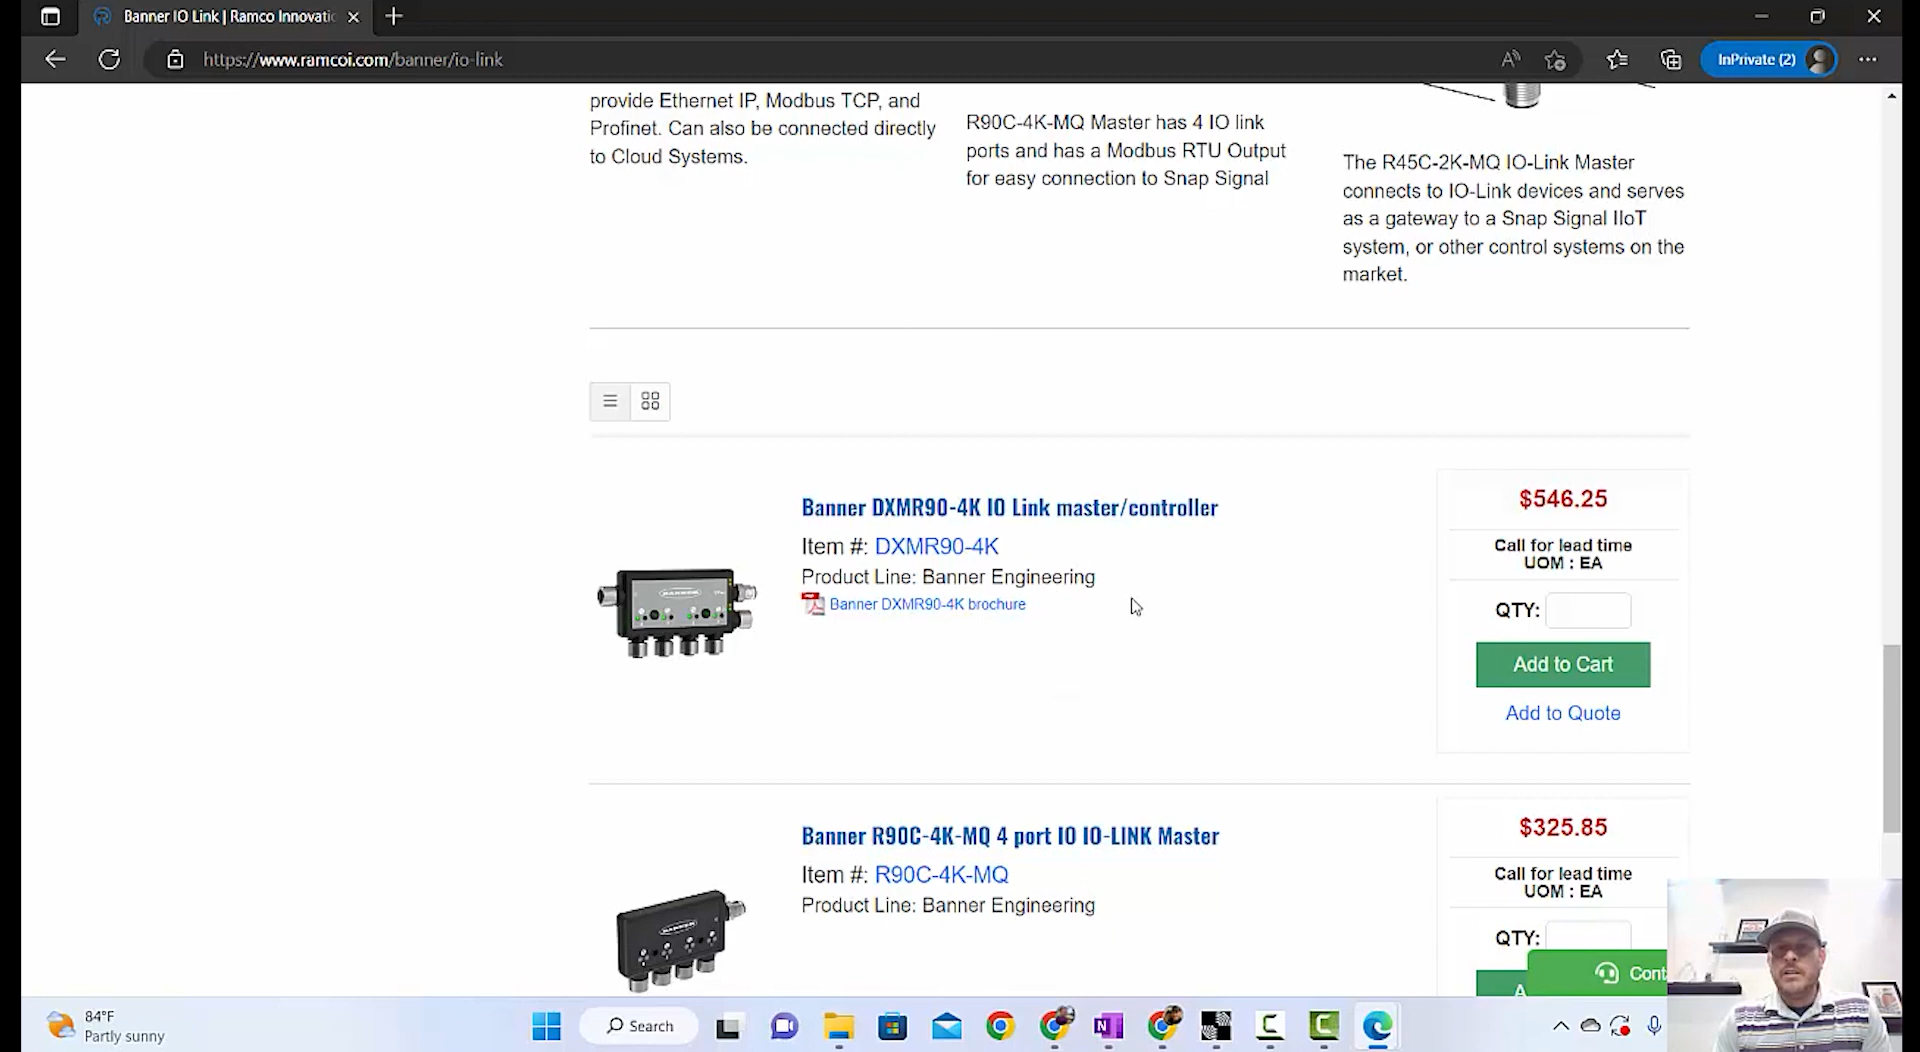 Banner IO Link | Ramco Innovatio
https://www.ramcoi.com/banner/io-link
InPrivate (2)
provide Ethernet IP, Modbus TCP, and
Profinet. Can also be connected directly
to Cloud Systems.
R90C-4K-MQ Master has 4 IO link
ports and has a Modbus RTU Output
for easy connection to Snap Signal
The R45C-2K-MQ IO-Link Master
connects to IO-Link devices and serves
as a gateway to a Snap Signal IIoT
system, or other control systems on the
market.
Banner DXMR90-4K IO Link master/controller
Item #: DXMR90-4K
Product Line: Banner Engineering
Banner DXMR90-4K brochure
BANNER
$546.25
Call for lead time
UOM : EA
QTY:
Add to Cart
Add to Quote
Banner R90C-4K-MQ 4 port IO IO-LINK Master
Item #: R90C-4K-MQ
Product Line: Banner Engineering
BANNER
$325.85
Call for lead time
UOM : EA
QTY:
A
Cont
84°F
Partly sunny
Search